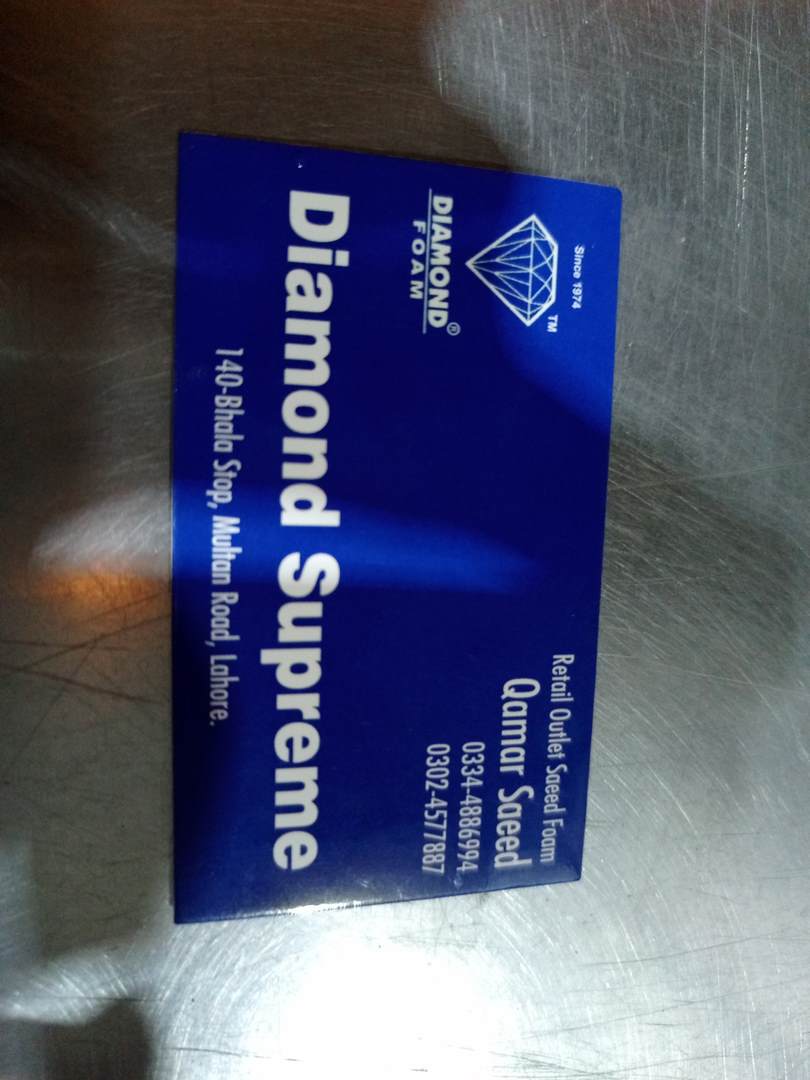 Since 1974
TM
DIAMOND®
FOAM
Retail Outlet Saeed Foam
Qamar Saeed
0334-4886994
0302-4577887
Diamond Supreme
140-Bhala Stop, Multan Road, Lahore.